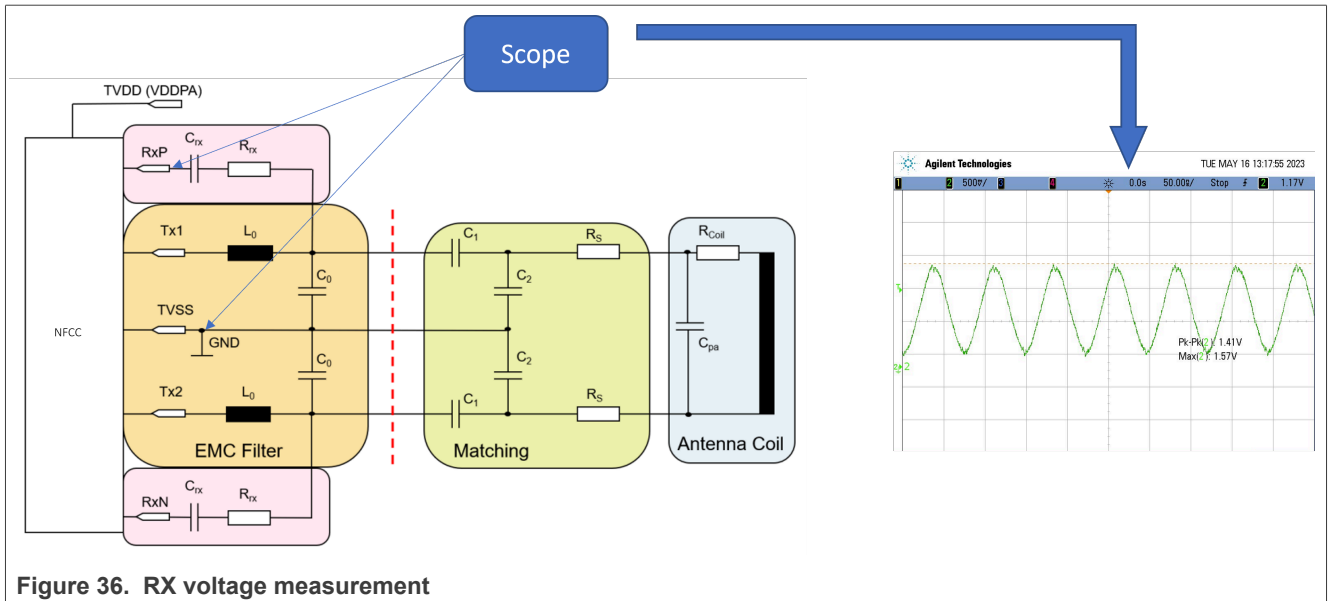 Scope
TVDD (VDDPA)
RxP
Crx
Rrx
Tx1
L0
C0
C1
C2
RS
RCoil
NFCC
TVSS
GND
C0
C2
Cpa
Tx2
L0
C1
RS
EMC Filter
Matching
Antenna Coil
RxN
Crx
Rrx
Agilent Technologies TUE MAY 16 13:17:55 2023
1 2 500▽/ 3 4 0.0s 50.00▽/ Stop 2 1.17V
Pk-Pk(2): 1.41V
Max(2): 1.57V
2
Figure 36. RX voltage measurement